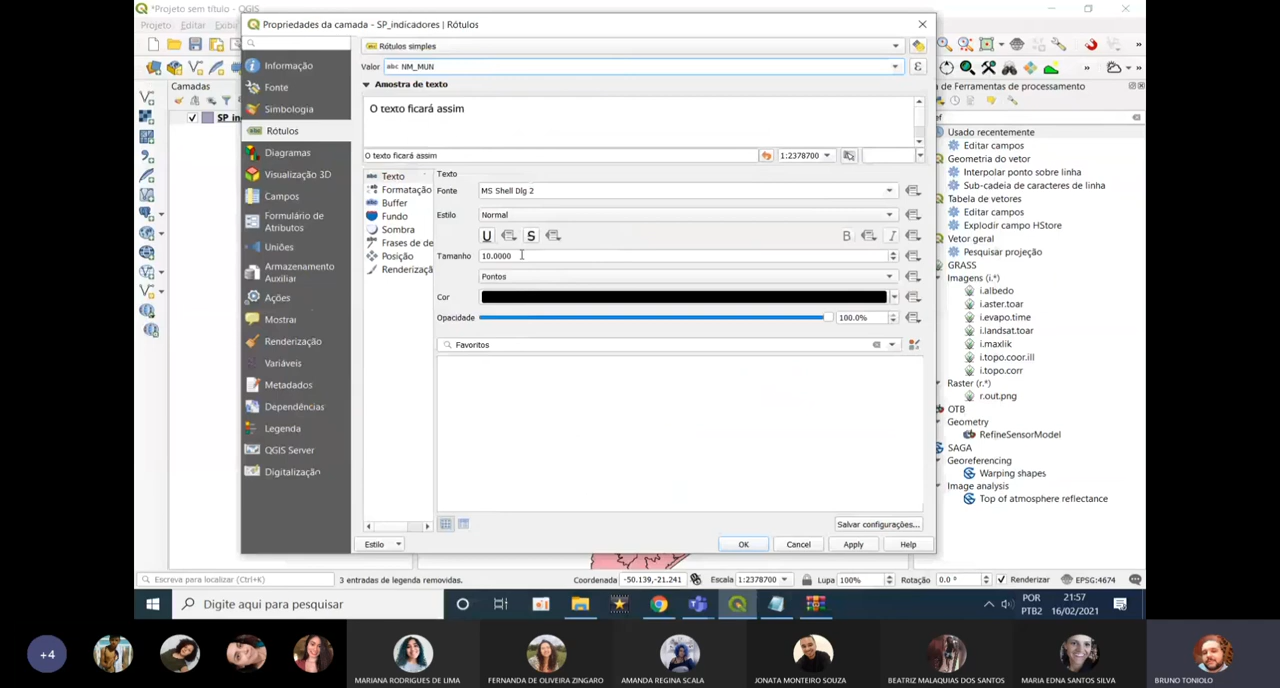 *Projeto sem título - QGIS
Projeto Editar Exibir
Camadas
SP_in
Propriedades da camada - SP_indicadores | Rótulos
Informação
Fonte
Simbologia
Rótulos
Diagramas
Visualização 3D
Campos
Formulário de
Atributos
Uniões
Armazenamento
Auxiliar
Ações
Mostrar
Renderização
Variáveis
Metadados
Dependências
Legenda
QGIS Server
Digitalização
Rótulos simples
Valor abc NM_MUN
Amostra de texto
O texto ficará assim
O texto ficará assim
1:2378700
Texto
Formatação
Buffer
Fundo
Sombra
Frases de de
Posição
Renderizaçã
Texto
Fonte MS Shell Dlg 2
Estilo Normal
U S B I
Tamanho 10.0000
Pontos
Cor
Opacidade 100.0%
Favoritos
Salvar configurações...
Estilo OK Cancel Apply Help
de Ferramentas de processamento
ef
Usado recentemente
Editar campos
Geometria do vetor
Interpolar ponto sobre linha
Sub-cadeia de caracteres de linha
Tabela de vetores
Editar campos
Explodir campo HStore
Vetor geral
Pesquisar projeção
GRASS
Imagens (i.*)
i.albedo
i.aster.toar
i.evapo.time
i.landsat.toar
i.maxlik
i.topo.coor.ill
i.topo.corr
Raster (r.*)
r.out.png
OTB
Geometry
RefineSensorModel
SAGA
Georeferencing
Warping shapes
Image analysis
Top of atmosphere reflectance
Escreva para localizar (Ctrl+K) 3 entradas de legenda removidas. Coordenada -50.139,-21.241 Escala 1:2378700 Lupa 100% Rotação 0.0 ° Renderizar EPSG:4674
Digite aqui para pesquisar
POR
PTB2
21:57
16/02/2021
+4
MARIANA RODRIGUES DE LIMA
FERNANDA DE OLIVEIRA ZINGARO
AMANDA REGINA SCALA
JONATA MONTEIRO SOUZA
BEATRIZ MALAQUIAS DOS SANTOS
MARIA EDNA SANTOS SILVA
BRUNO TONIOLO